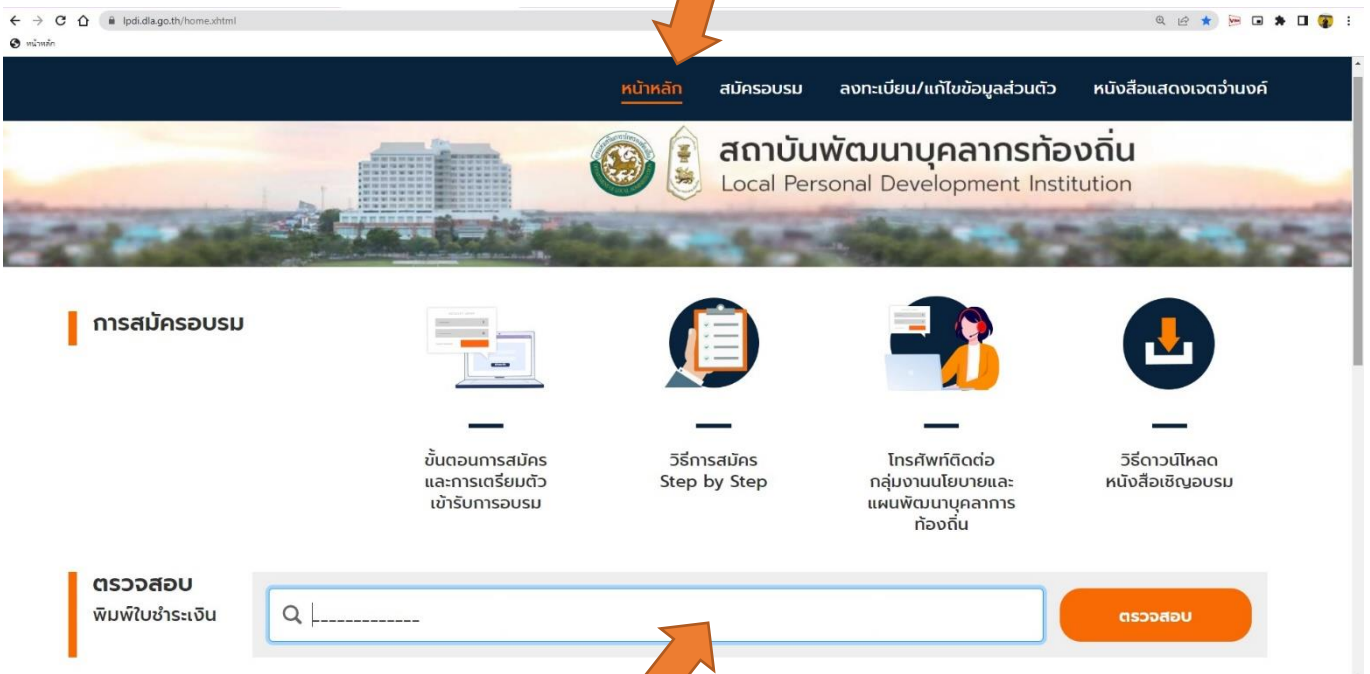 lpdi.dla.go.th/home.xhtml
หน้าหลัก
หน้าหลัก สมัครอบรม ลงทะเบียน/แก้ไขข้อมูลส่วนตัว หนังสือแสดงเจตจำนงค์
สถาบันพัฒนาบุคลากรท้องถิ่น
Local Personal Development Institution
การสมัครอบรม
ขั้นตอนการสมัคร
และการเตรียมตัว
เข้ารับการอบรม
วิธีการสมัคร
Step by Step
โทรศัพท์ติดต่อ
กลุ่มงานนโยบายและ
แผนพัฒนาบุคลาการ
ท้องถิ่น
วิธีดาวน์โหลด
หนังสือเชิญอบรม
ตรวจสอบ
พิมพ์ใบชำระเงิน
_____________
ตรวจสอบ